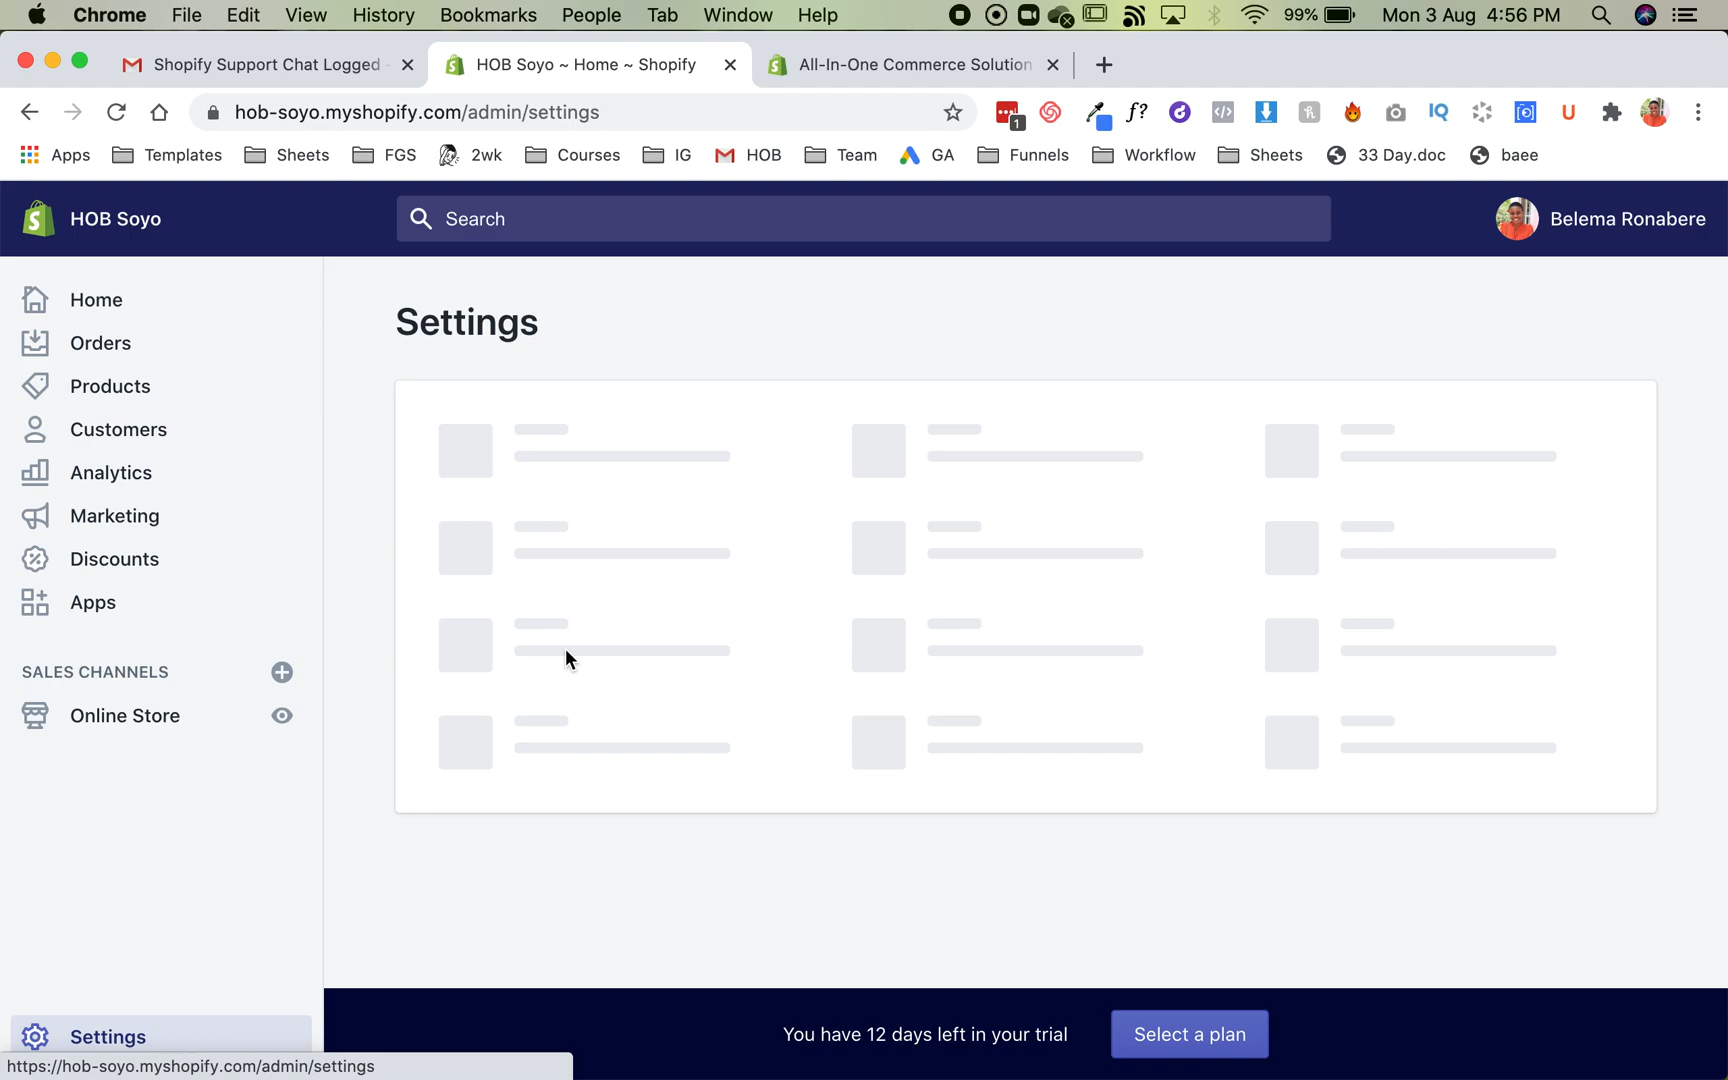 Chrome File Edit View History Bookmarks People Tab Window Help 99% Mon 3 Aug 4:56 PM
Shopify Support Chat Logged - HOB Soyo ~ Home ~ Shopify All-In-One Commerce Solution
hob-soyo.myshopify.com/admin/settings 1 f?
Apps Templates Sheets FGS 2wk Courses IG HOB Team GA Funnels Workflow Sheets 33 Day.doc baee
HOB Soyo Search Belema Ronabere
Home
Settings
Orders
Products
Customers
Analytics
Marketing
Discounts
Apps
SALES CHANNELS
Online Store
Settings
You have 12 days left in your trial Select a plan
https://hob-soyo.myshopify.com/admin/settings